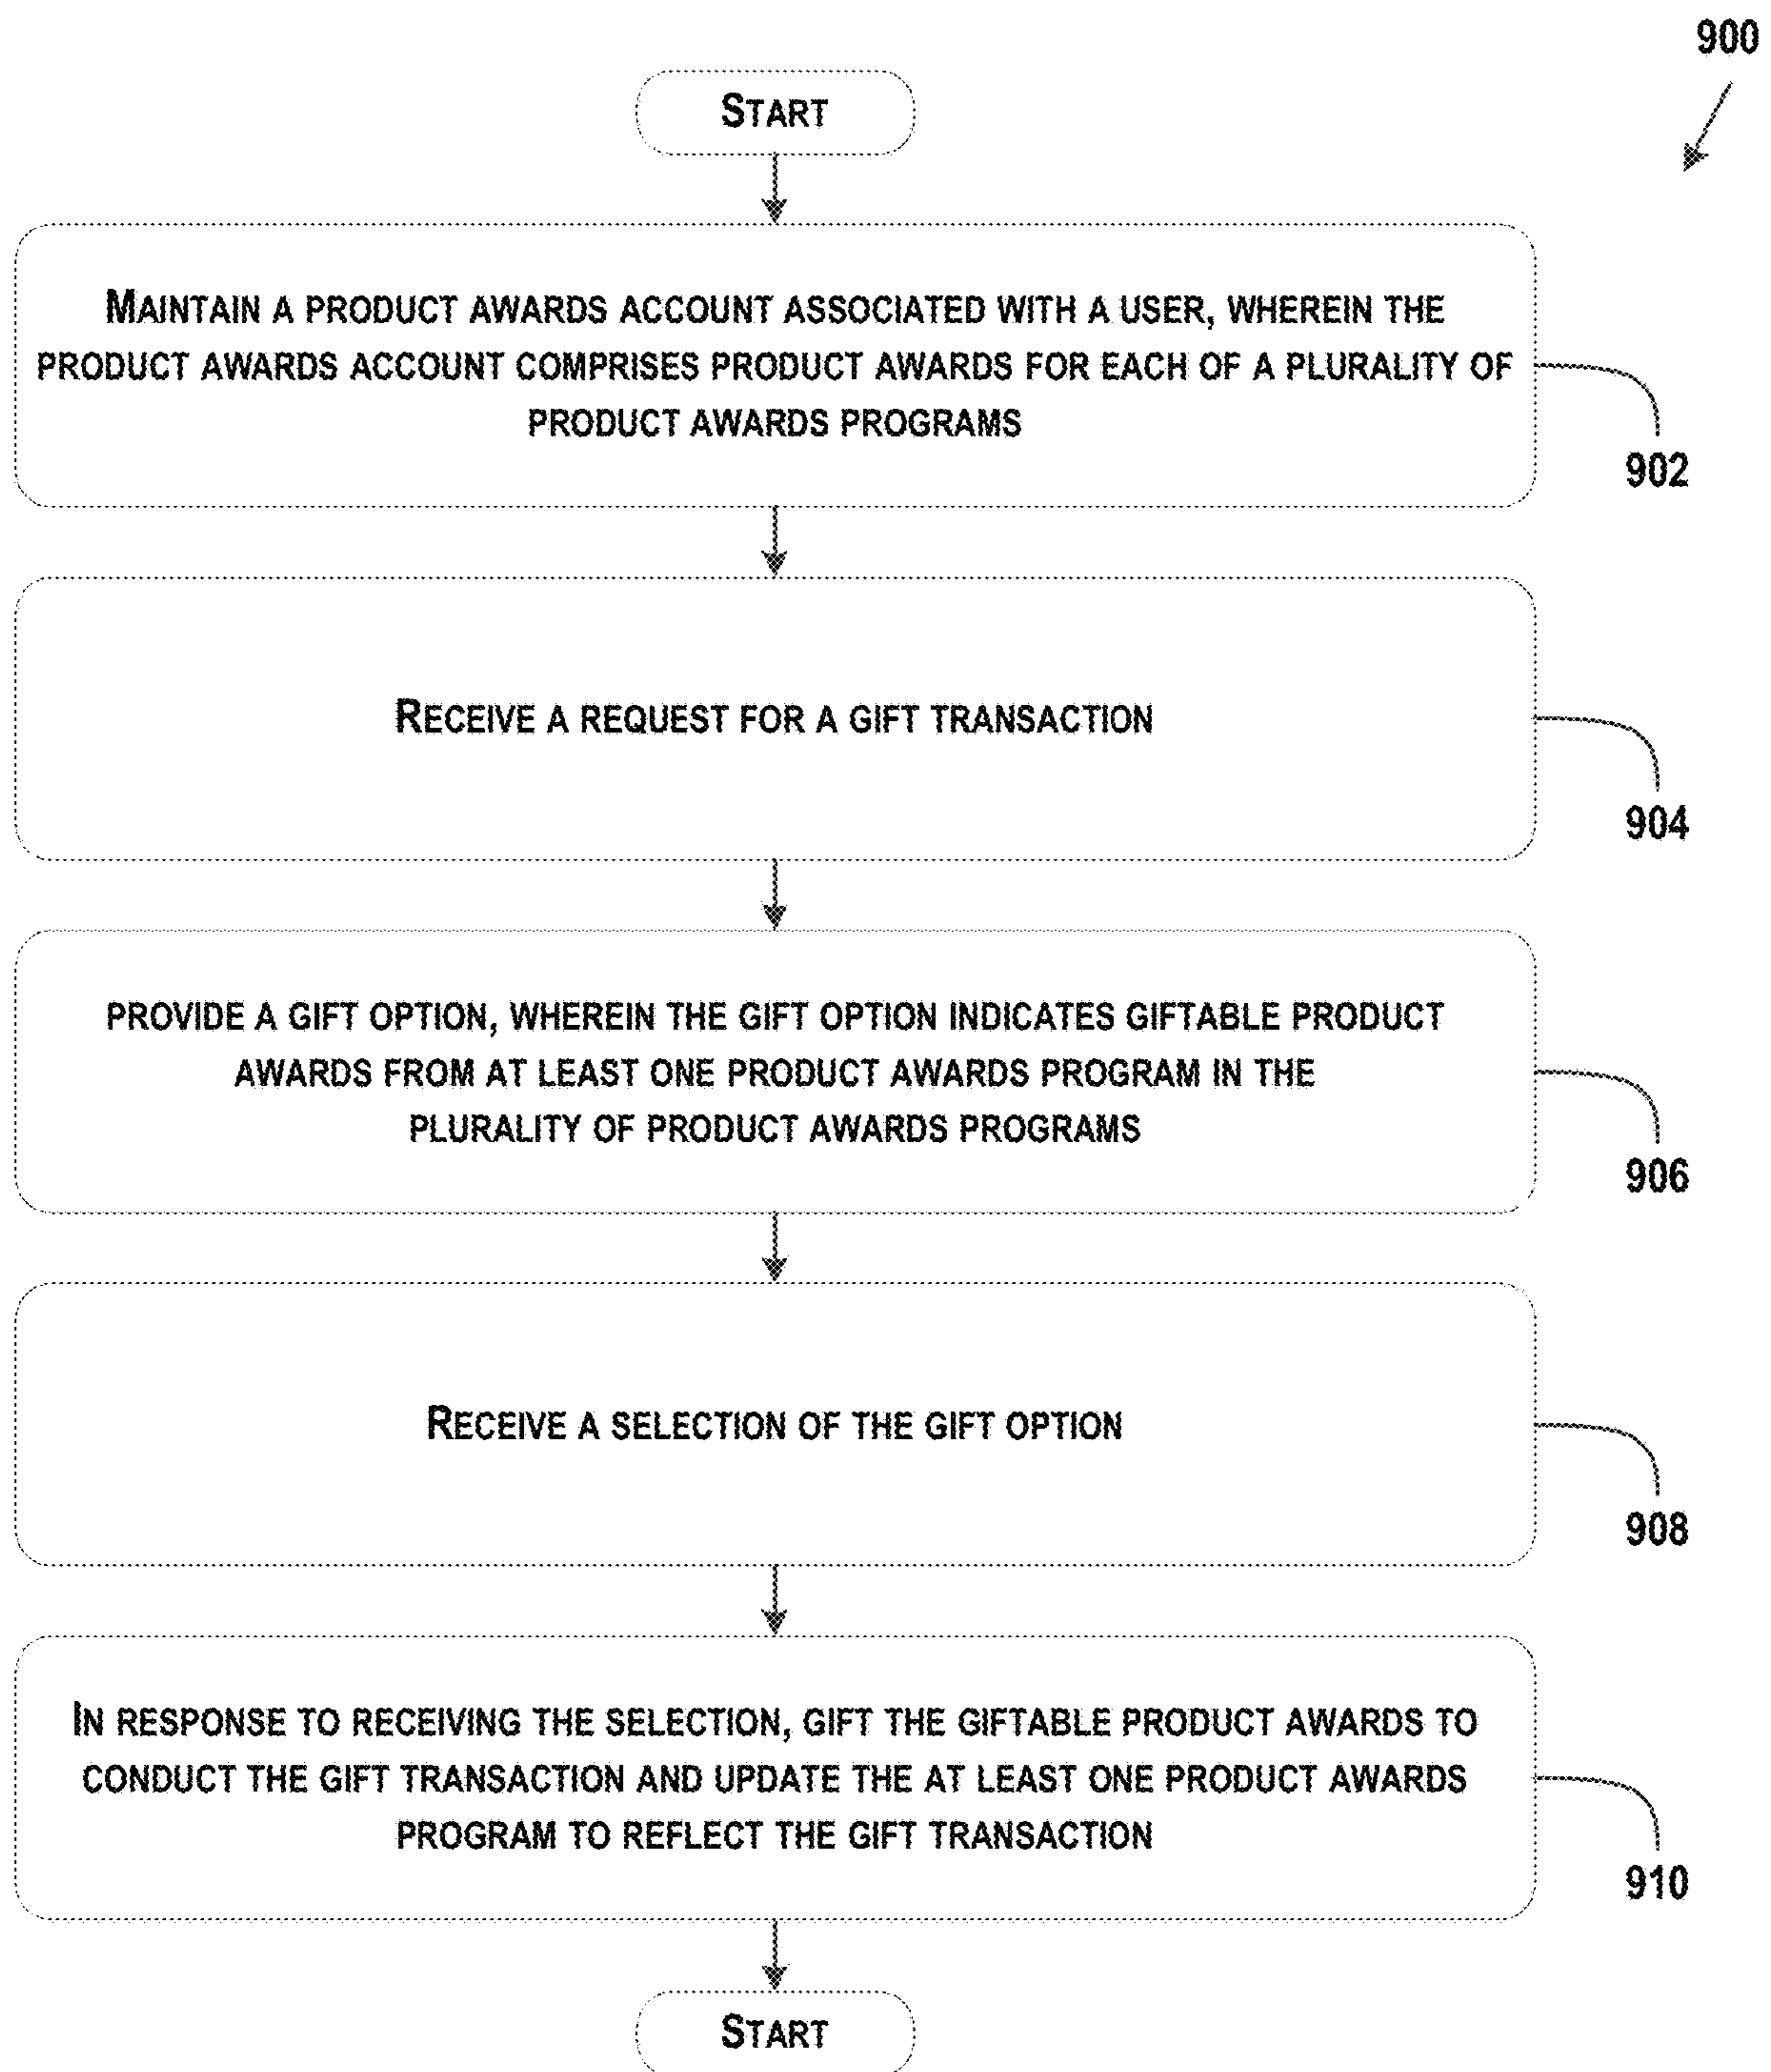 900
START
MAINTAIN A PRODUCT AWARDS ACCOUNT ASSOCIATED WITH A USER, WHEREIN THE
PRODUCT AWARDS ACCOUNT COMPRISES PRODUCT AWARDS FOR EACH OF A PLURALITY OF
PRODUCT AWARDS PROGRAMS
902
RECEIVE A REQUEST FOR A GIFT TRANSACTION
904
PROVIDE A GIFT OPTION, WHEREIN THE GIFT OPTION INDICATES GIFTABLE PRODUCT
AWARDS FROM AT LEAST ONE PRODUCT AWARDS PROGRAM IN THE
PLURALITY OF PRODUCT AWARDS PROGRAMS
906
RECEIVE A SELECTION OF THE GIFT OPTION
908
IN RESPONSE TO RECEIVING THE SELECTION, GIFT THE GIFTABLE PRODUCT AWARDS TO
CONDUCT THE GIFT TRANSACTION AND UPDATE THE AT LEAST ONE PRODUCT AWARDS
PROGRAM TO REFLECT THE GIFT TRANSACTION
910
START